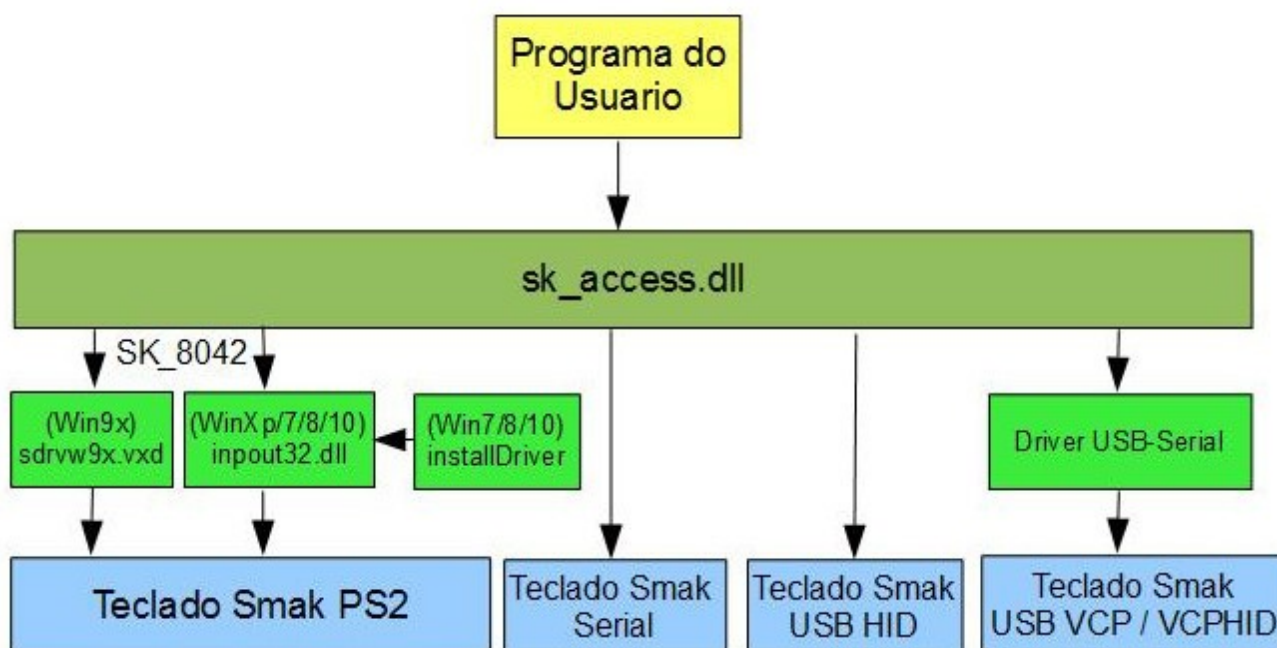 Programa do
Usuario
sk_access.dll
SK_8042
(Win9x)
sdrvw9x.vxd
(WinXp/7/8/10)
inpout32.dll
(Win7/8/10)
installDriver
Driver USB-Serial
Teclado Smak PS2
Teclado Smak
Serial
Teclado Smak
USB HID
Teclado Smak
USB VCP / VCPHID